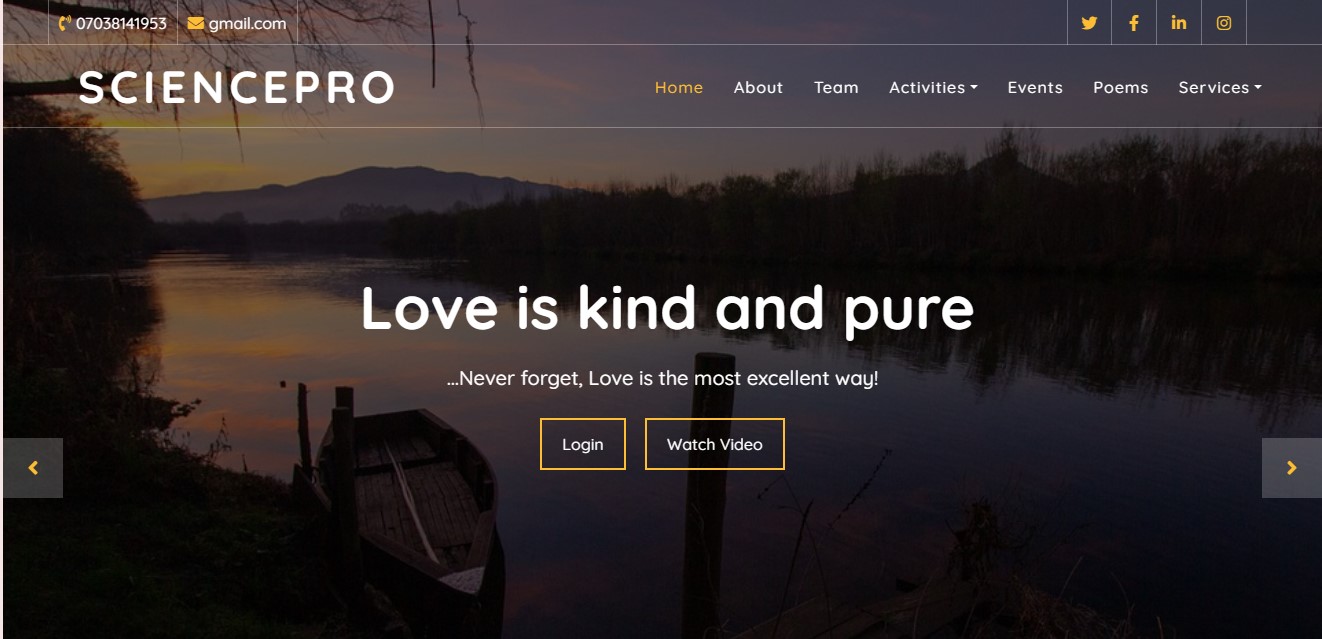 07038141953 gmail.com
SCIENCEPRO
Home About Team Activities Events Poems Services
Love is kind and pure
...Never forget, Love is the most excellent way!
Login Watch Video